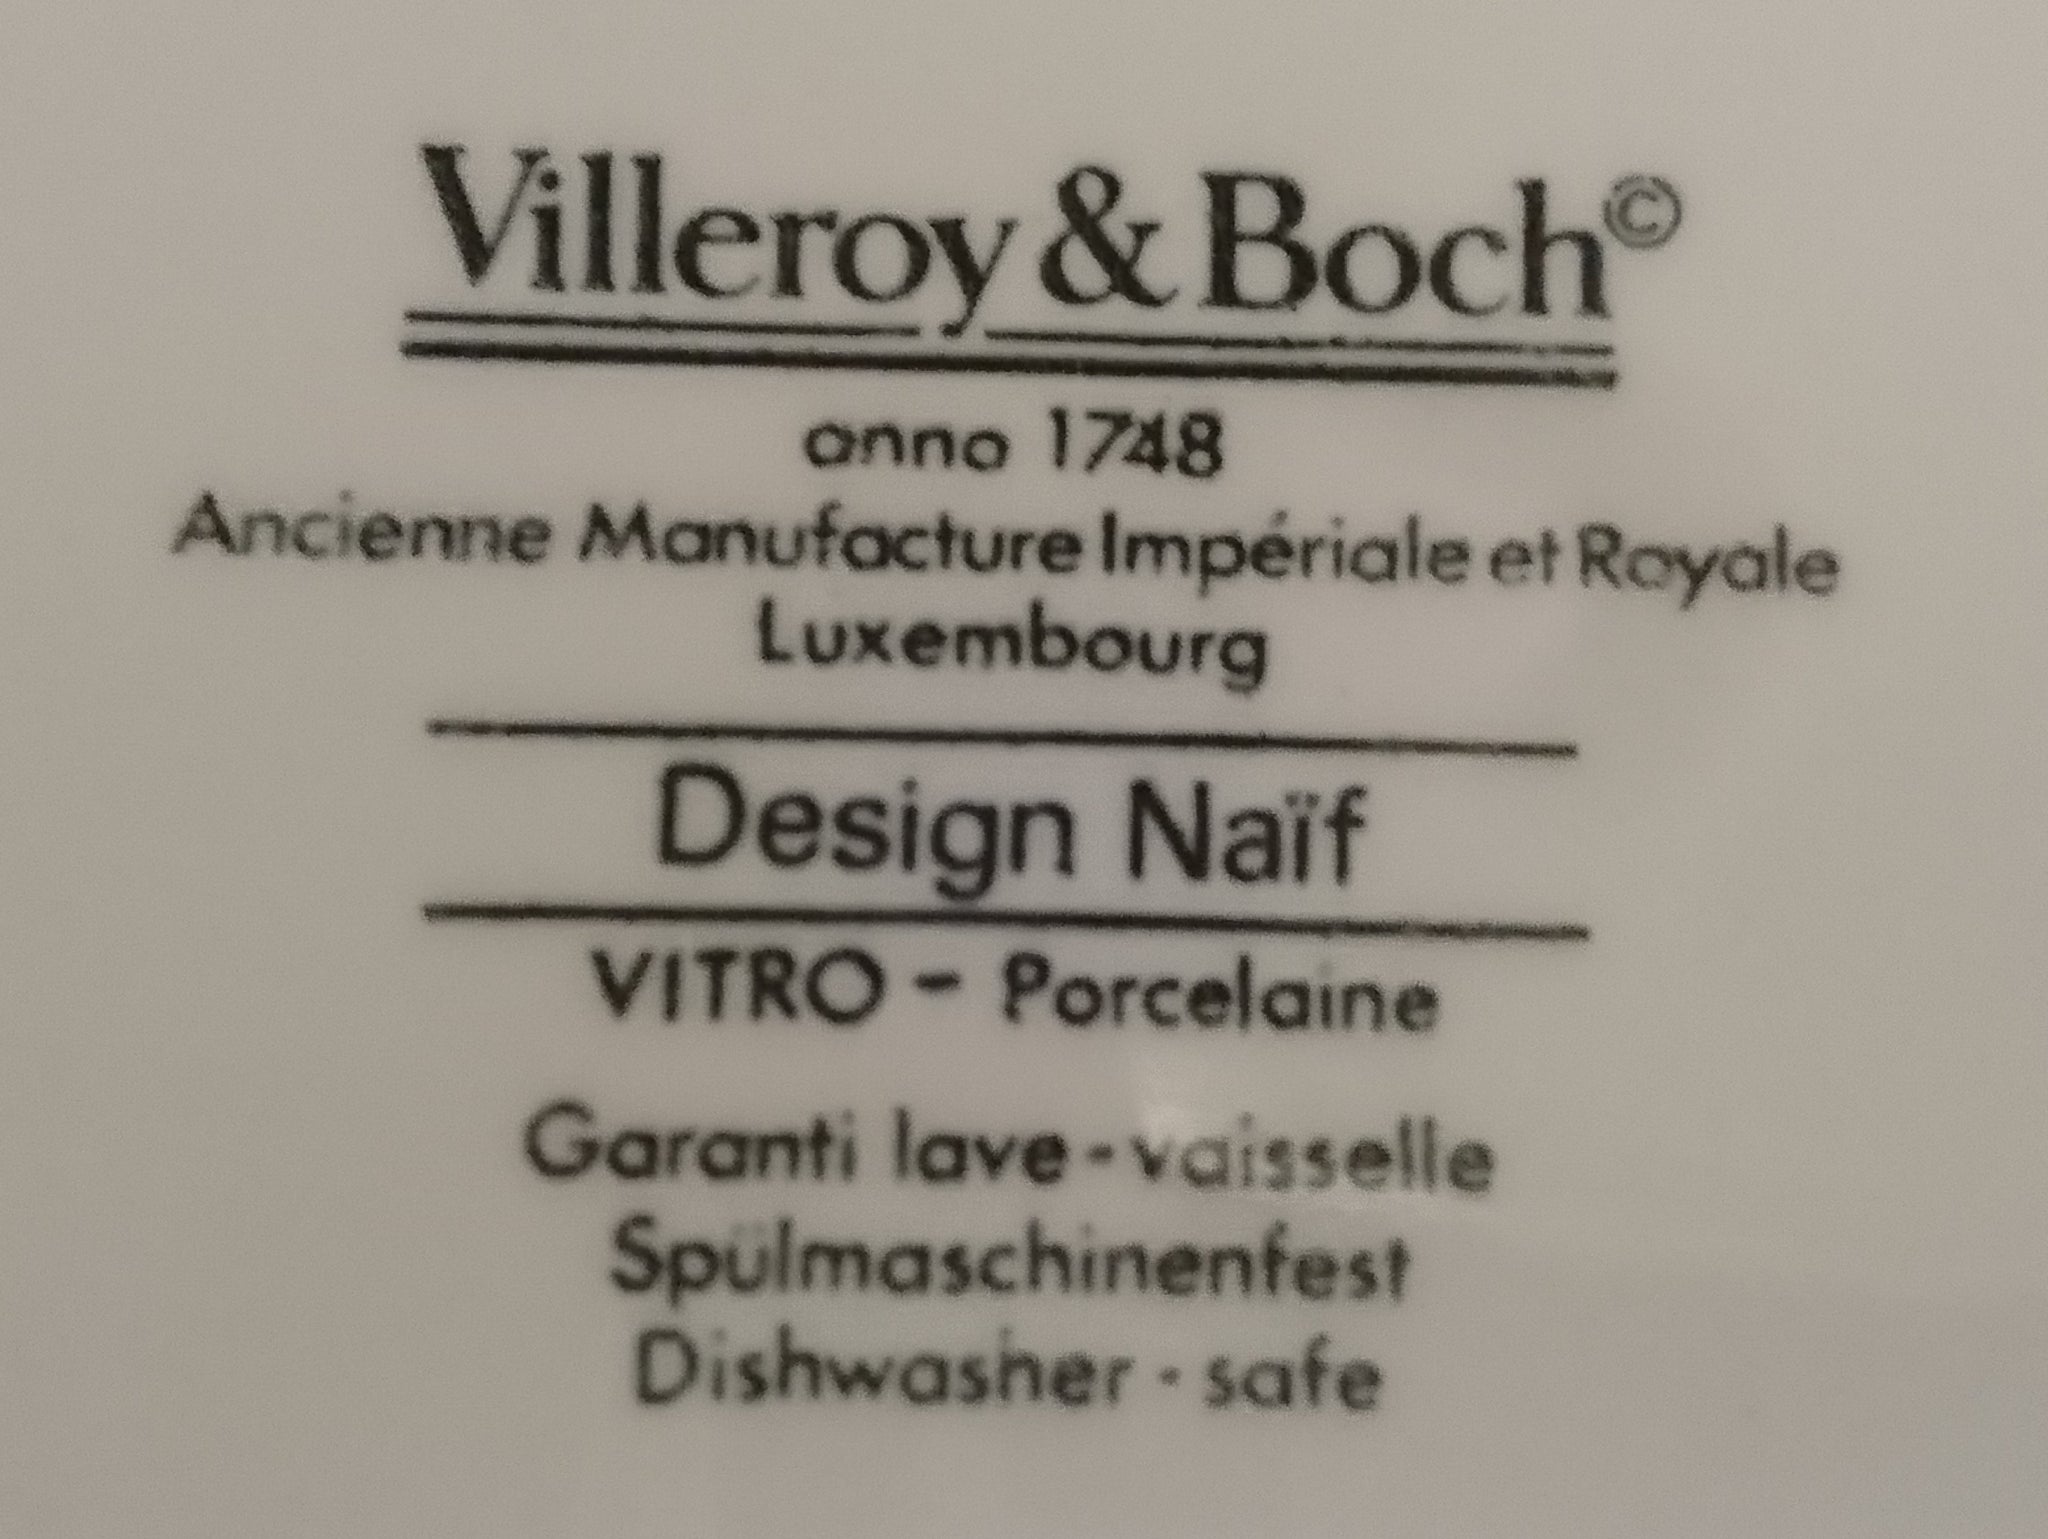 Villeroy & Boch©
anno 1748
Ancienne Manufacture Impériale et Royale
Luxembourg
Design Naïf
VITRO - Porcelaine
Garanti lave-vaisselle
Spülmaschinenfest
Dishwasher-safe